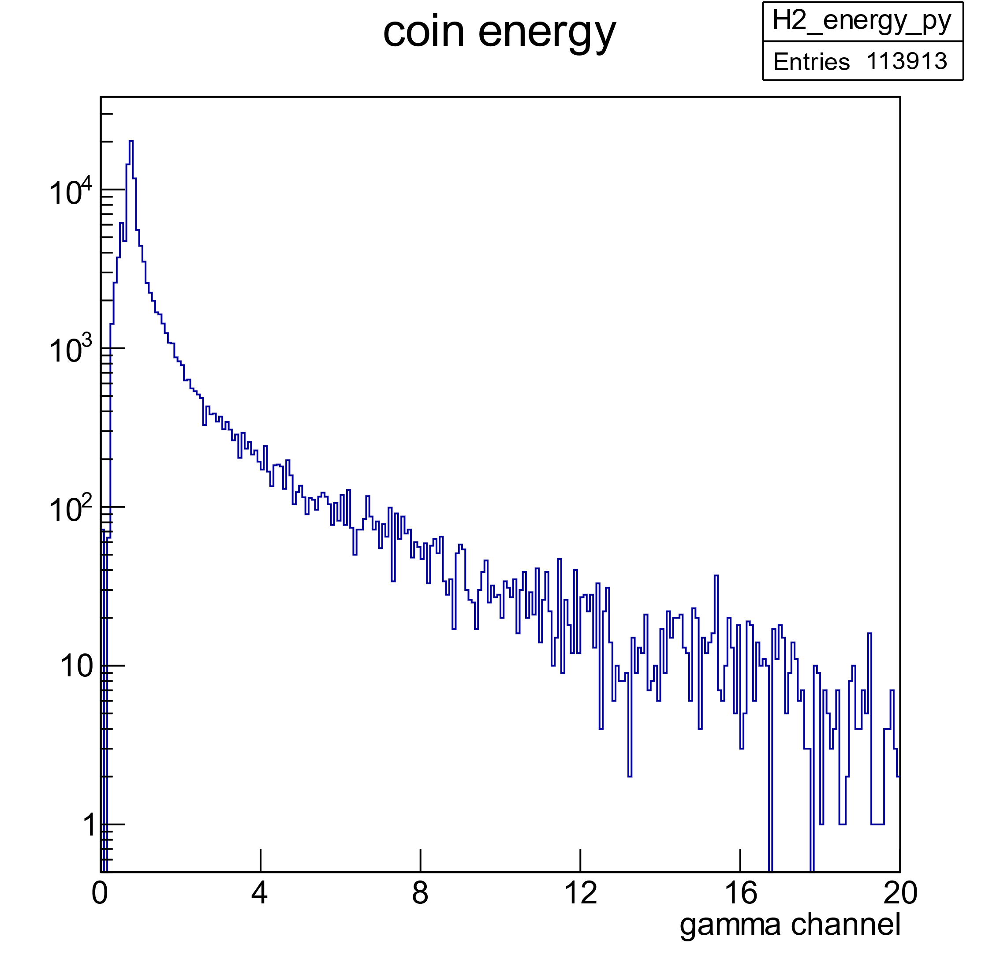 coin energy
H2_energy_py
Entries 113913
10^4
10^3
10^2
10
1
0 4 8 12 16 20
gamma channel